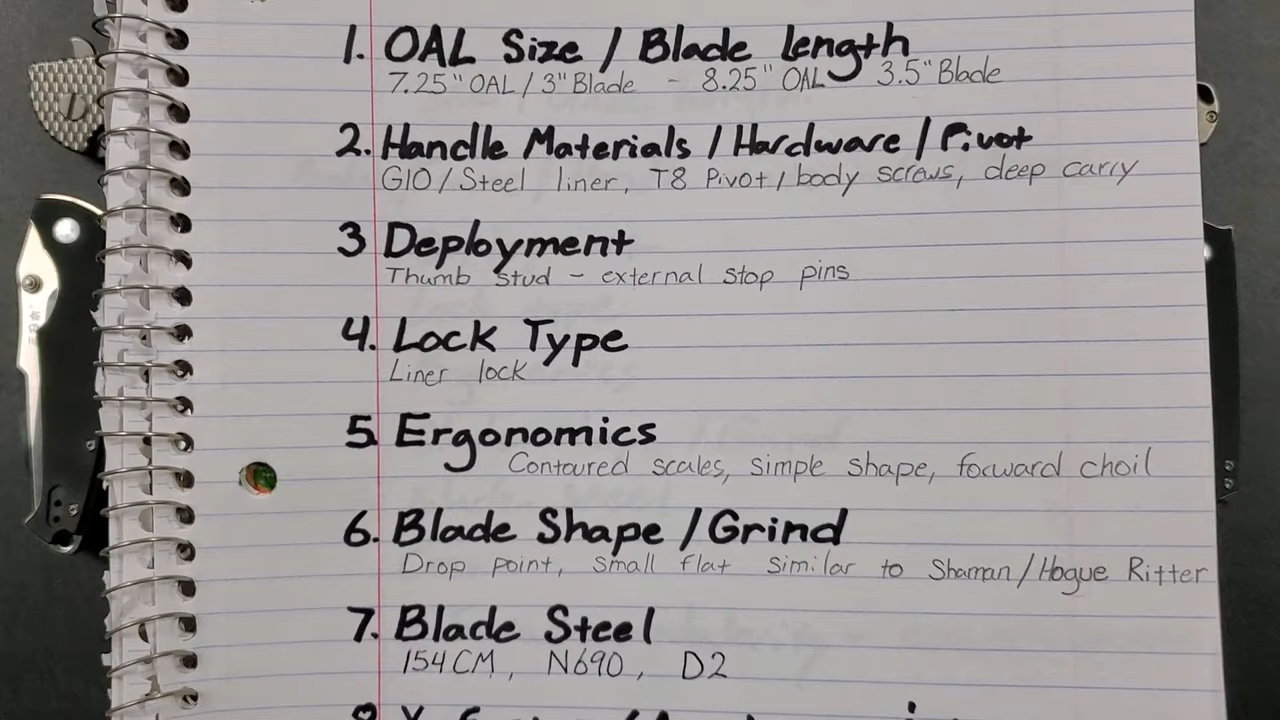 1. OAL Size / Blade length
7.25" OAL / 3" Blade - 8.25" OAL 3.5" Blade
2. Handle Materials / Hardware / Pivot
G10 / Steel liner, T8 Pivot / body screws, deep carry
3 Deployment
Thumb stud - external stop pins
4. Lock Type
Liner lock
5. Ergonomics
Contoured scales, simple shape, forward choil
6. Blade Shape / Grind
Drop point, small flat similar to Shaman / Hogue Ritter
7. Blade Steel
154CM, N690, D2